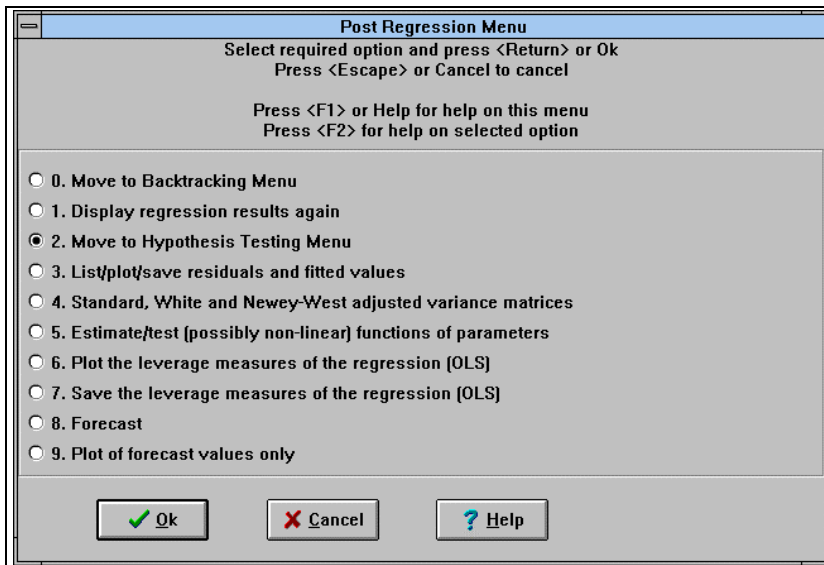 Post Regression Menu
Select required option and press <Return> or Ok
Press <Escape> or Cancel to cancel
Press <F1> or Help for help on this menu
Press <F2> for help on selected option
0. Move to Backtracking Menu
1. Display regression results again
2. Move to Hypothesis Testing Menu
3. List/plot/save residuals and fitted values
4. Standard, White and Newey-West adjusted variance matrices
5. Estimate/test (possibly non-linear) functions of parameters
6. Plot the leverage measures of the regression (OLS)
7. Save the leverage measures of the regression (OLS)
8. Forecast
9. Plot of forecast values only
Ok Cancel ? Help